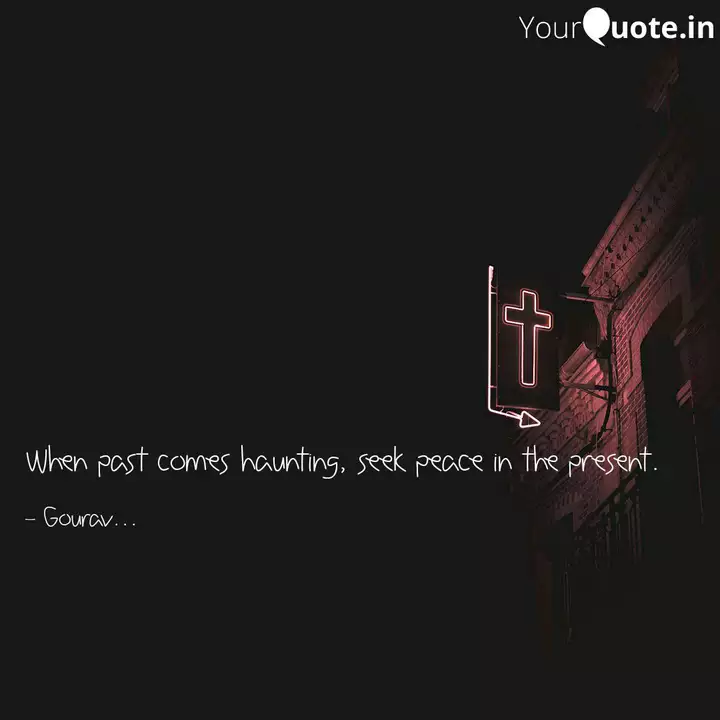 YourQuote.in
When past comes haunting, seek peace in the present.
- Gourav...